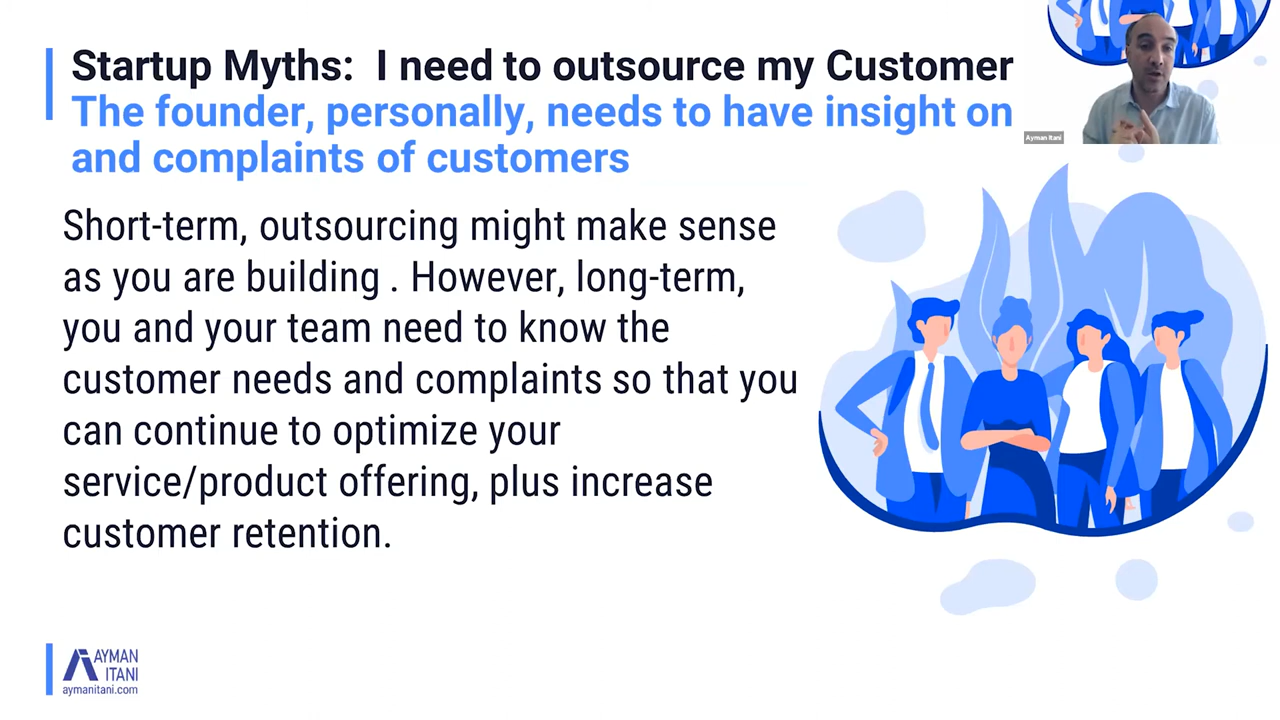 Startup Myths: I need to outsource my Customer
The founder, personally, needs to have insight on
and complaints of customers
Ayman Itani
Short-term, outsourcing might make sense
as you are building . However, long-term,
you and your team need to know the
customer needs and complaints so that you
can continue to optimize your
service/product offering, plus increase
customer retention.
AYMAN
ITANI
aymanitani.com